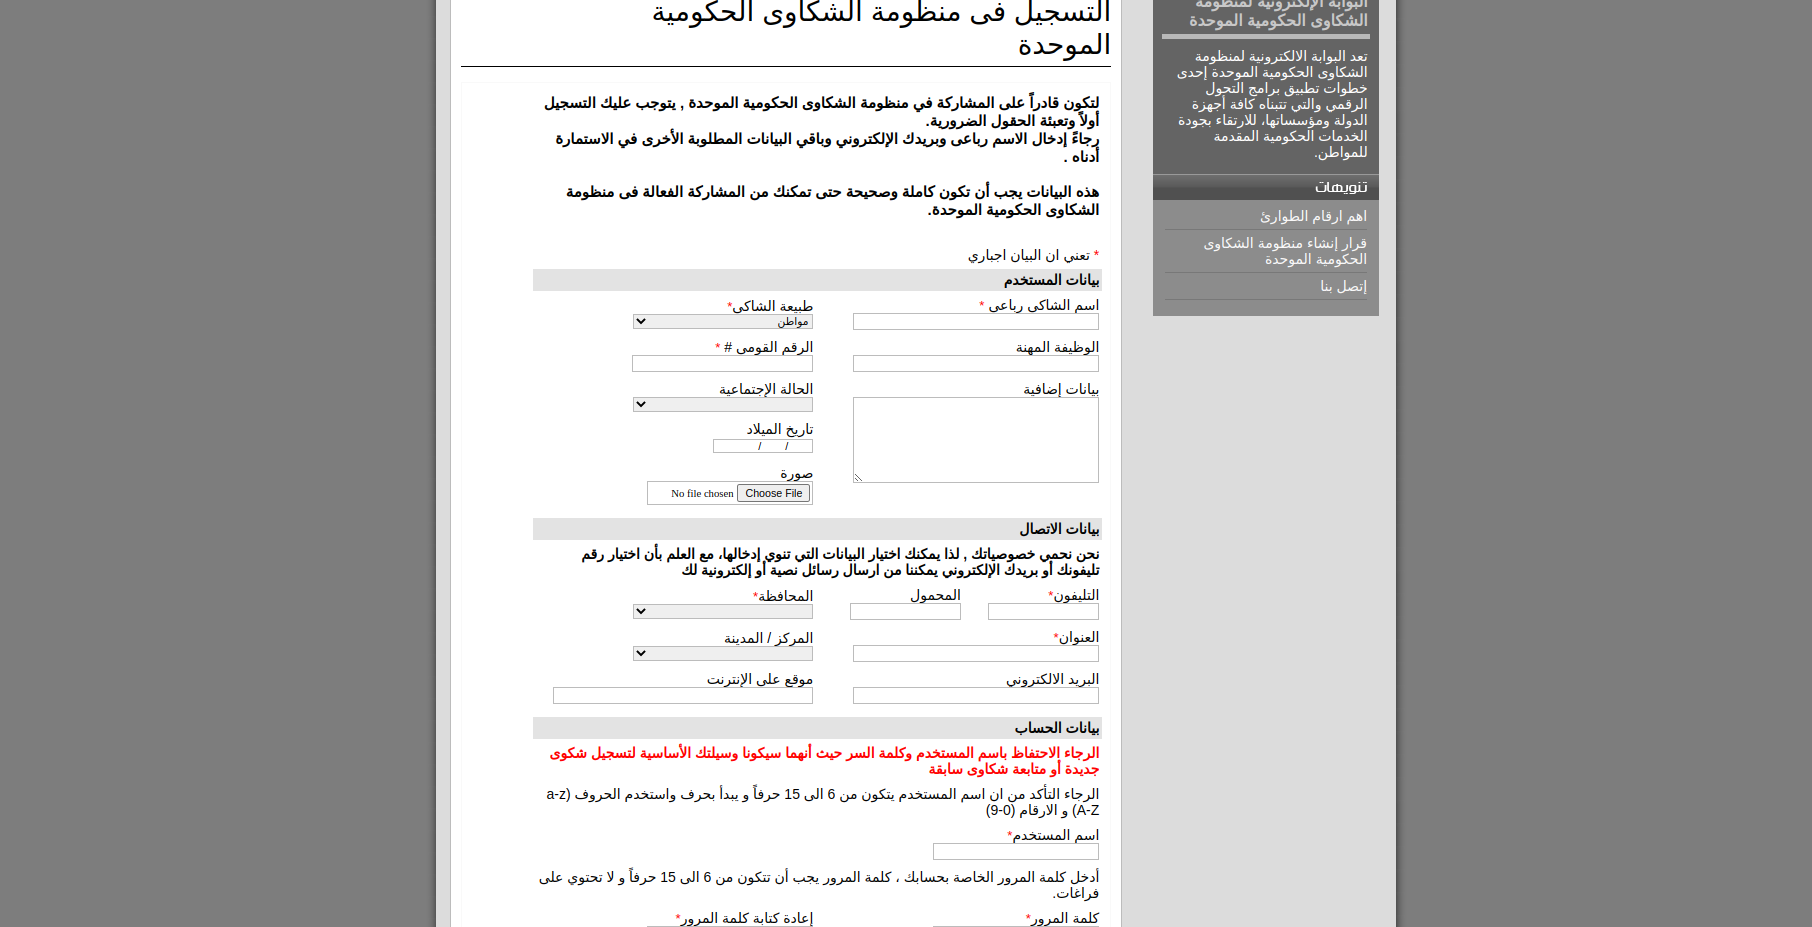 البوابة الإلكترونية لمنظومة
الشكاوى الحكومية الموحدة
تعد البوابة الالكترونية لمنظومة
الشكاوى الحكومية الموحدة إحدى
خطوات تطبيق برامج التحول
الرقمي والتي تتبناه كافة أجهزة
الدولة ومؤسساتها، للارتقاء بجودة
الخدمات الحكومية المقدمة
للمواطن.
تنويهات
اهم ارقام الطوارئ
قرار إنشاء منظومة الشكاوى
الحكومية الموحدة
إتصل بنا
التسجيل فى منظومة الشكاوى الحكومية
الموحدة
لتكون قادراً على المشاركة في منظومة الشكاوى الحكومية الموحدة , يتوجب عليك التسجيل
أولاً وتعبئة الحقول الضرورية.
رجاءً إدخال الاسم رباعى وبريدك الإلكتروني وباقي البيانات المطلوبة الأخرى في الاستمارة
أدناه .
هذه البيانات يجب أن تكون كاملة وصحيحة حتى تمكنك من المشاركة الفعالة فى منظومة
الشكاوى الحكومية الموحدة.
* تعني ان البيان اجباري
بيانات المستخدم
اسم الشاكى رباعى * طبيعة الشاكى*
مواطن
الوظيفة المهنة الرقم القومى # *
بيانات إضافية الحالة الإجتماعية
تاريخ الميلاد
/ /
صورة
Choose File No file chosen
بيانات الاتصال
نحن نحمي خصوصياتك , لذا يمكنك اختيار البيانات التي تنوي إدخالها، مع العلم بأن اختيار رقم
تليفونك أو بريدك الإلكتروني يمكننا من ارسال رسائل نصية أو إلكترونية لك
التليفون* المحمول المحافظة*
العنوان* المركز / المدينة
البريد الالكتروني موقع على الإنترنت
بيانات الحساب
الرجاء الاحتفاظ باسم المستخدم وكلمة السر حيث أنهما سيكونا وسيلتك الأساسية لتسجيل شكوى
جديدة أو متابعة شكاوى سابقة
الرجاء التأكد من ان اسم المستخدم يتكون من 6 الى 15 حرفاً و يبدأ بحرف واستخدم الحروف (a-z
A-Z) و الارقام (0-9)
اسم المستخدم*
أدخل كلمة المرور الخاصة بحسابك ، كلمة المرور يجب أن تتكون من 6 الى 15 حرفاً و لا تحتوي على
فراغات.
كلمة المرور* إعادة كتابة كلمة المرور*